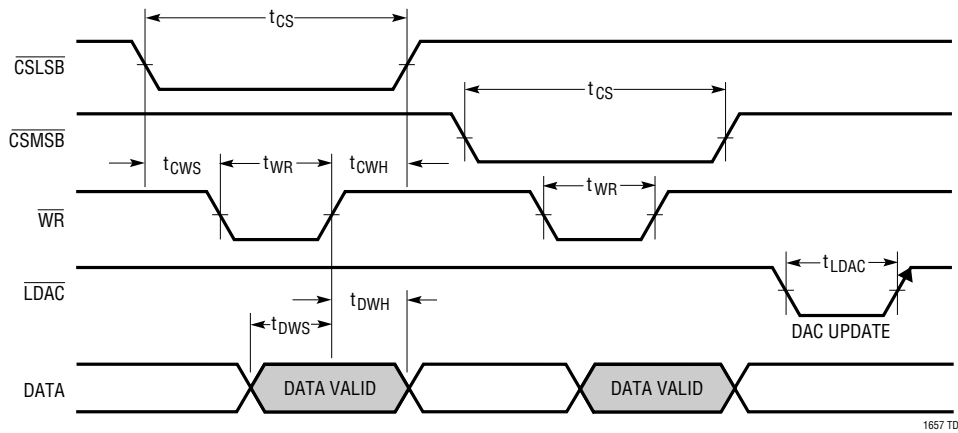 tCS
CSLSB
tCS
CSMSB
tCWS tWR tCWH
tWR
WR
tLDAC
LDAC
tDWH
tDWS
DAC UPDATE
DATA DATA VALID DATA VALID
1657 TD